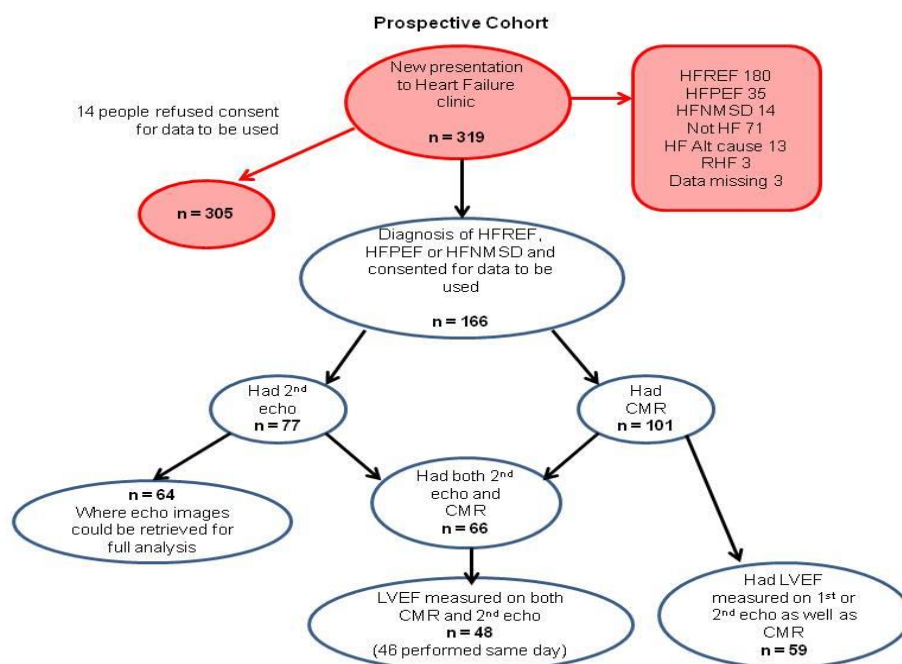 Prospective Cohort
New presentation
to Heart Failure
clinic
n = 319
14 people refused consent
for data to be used
n = 305
HFREF 180
HFPEF 35
HFNMSD 14
Not HF 71
HF Alt cause 13
RHF 3
Data missing 3
Diagnosis of HFREF,
HFPEF or HFNMSD and
consented for data to be
used
n = 166
Had 2nd
echo
n = 77
Had
CMR
n = 101
n = 64
Where echo images
could be retrieved for
full analysis
Had both 2nd
echo and
CMR
n = 66
LVEF measured on both
CMR and 2nd echo
n = 48
(46 performed same day)
Had LVEF
measured on 1st or
2nd echo as well as
CMR
n = 59